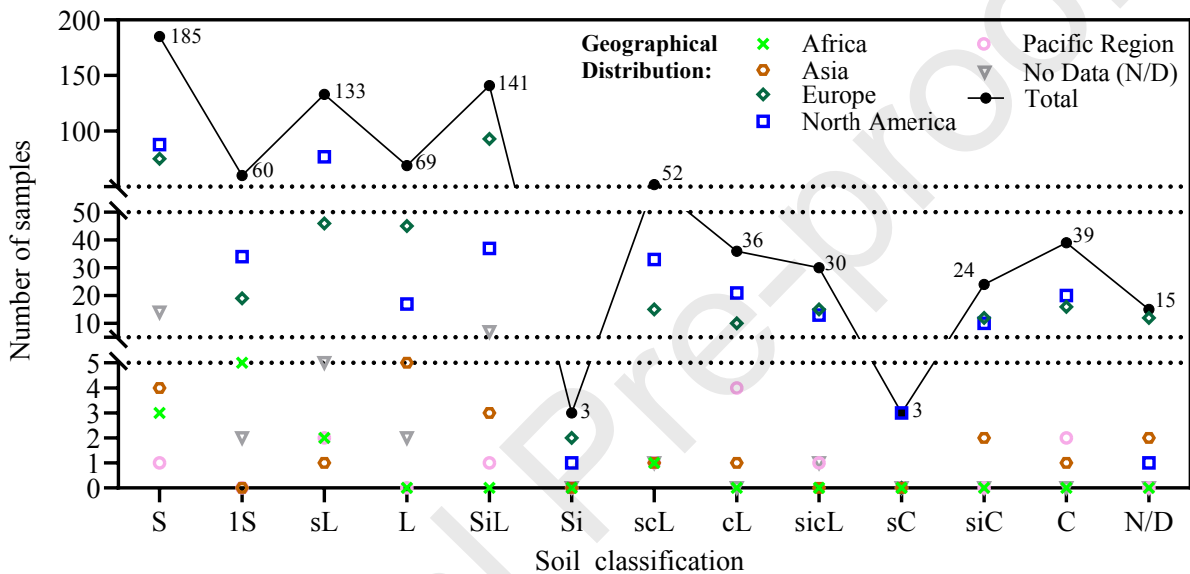 200
150
100
50
40
30
20
10
5
4
3
2
1
0
Number of samples
Geographical
Distribution:
Africa
Asia
Europe
North America
Pacific Region
No Data (N/D)
Total
185
60
133
69
141
3
52
36
30
3
24
39
15
S 1S sL L SiL Si scL cL sicL sC siC C N/D
Soil classification
l Pre-proof